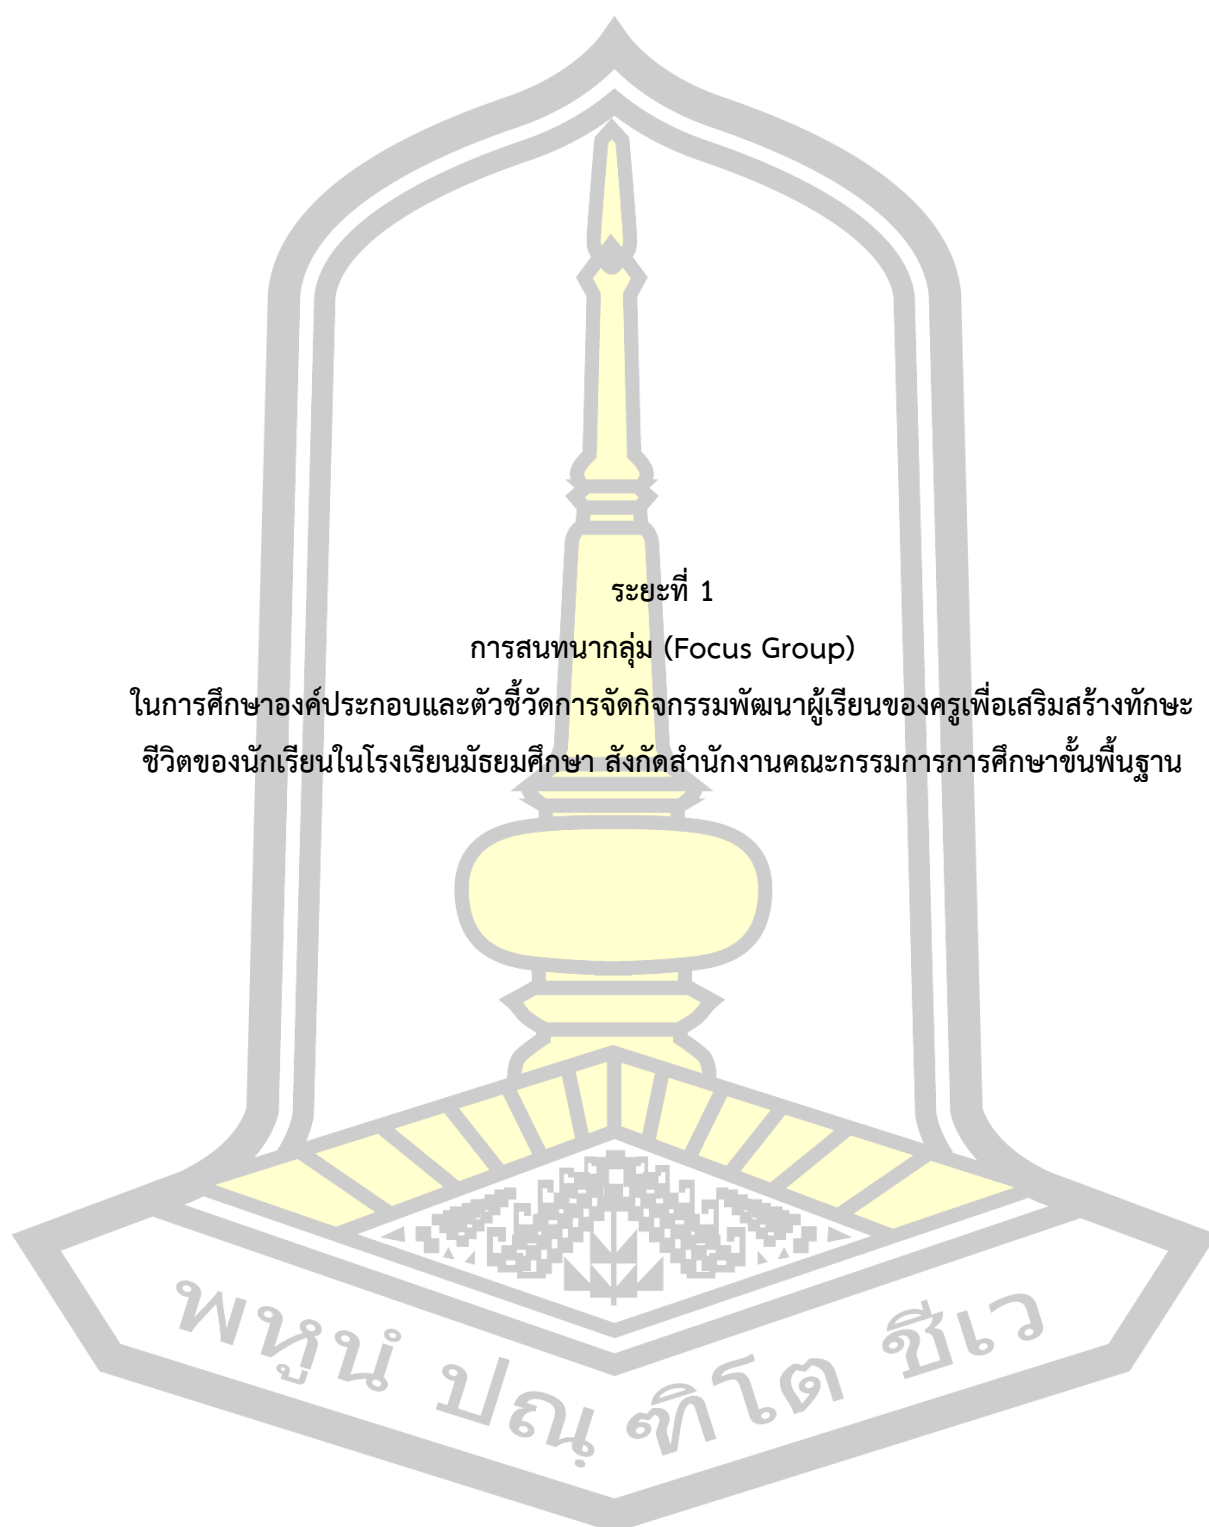 ระยะที่ 1
การสนทนากลุ่ม (Focus Group)
ในการศึกษาองค์ประกอบและตัวชี้วัดการจัดกิจกรรมพัฒนาผู้เรียนของครูเพื่อเสริมสร้างทักษะ
ชีวิตของนักเรียนในโรงเรียนมัธยมศึกษา สังกัดสำนักงานคณะกรรมการการศึกษาขั้นพื้นฐาน
พหูนํ ปณฺฑิโต ชีเว